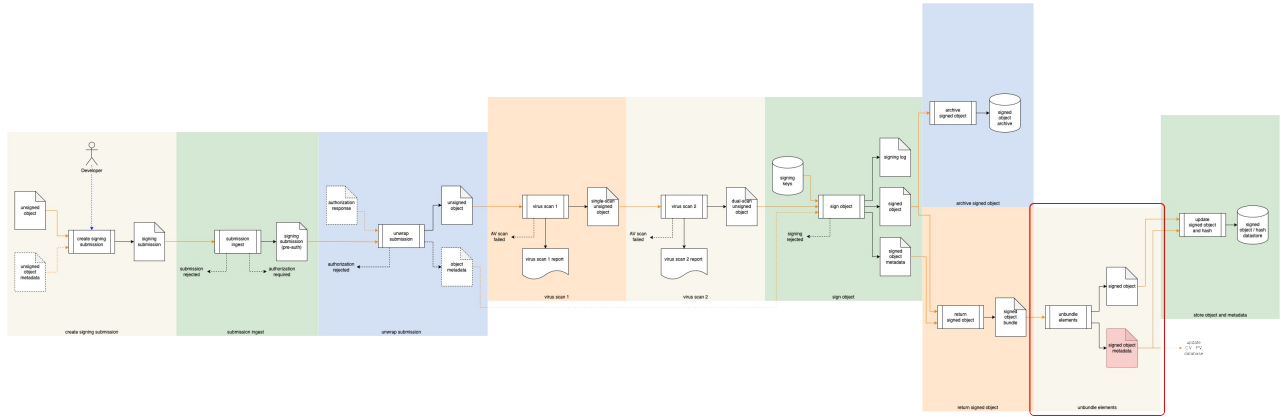 Developer
unsigned
object
unsigned
object
metadata
create signing
submission
signing
submission
create signing submission
submission
ingest
signing
submission
(pre-auth)
submission
rejected
authorization
required
submission ingest
authorization
response
unwrap
submission
unsigned
object
object
metadata
authorization
rejected
unwrap submission
virus scan 1
single-scan
unsigned
object
AV scan
failed
virus scan 1 report
virus scan 1
virus scan 2
dual-scan
unsigned
object
AV scan
failed
virus scan 2 report
virus scan 2
signing
keys
sign object
signing log
signed
object
signed
object
metadata
signing
rejected
sign object
archive
signed object
signed
object
archive
archive signed object
return
signed object
signed
object
bundle
return signed object
unbundle
elements
signed object
signed object
metadata
unbundle elements
update
signed object
and hash
signed
object / hash
datastore
store object and metadata
update
CV - PV
database